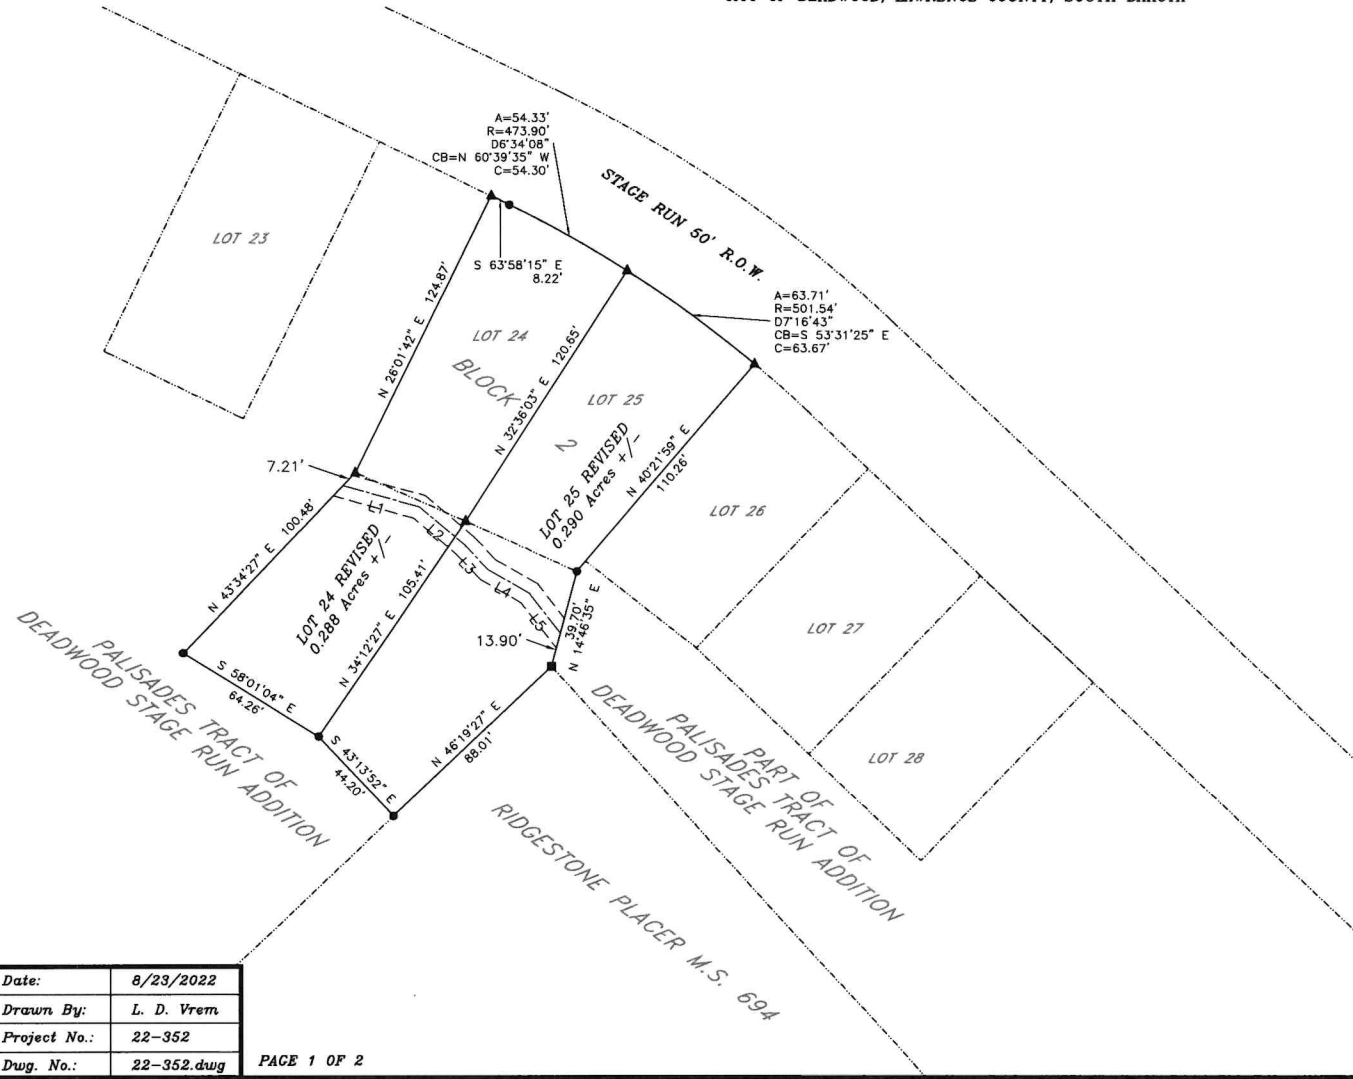 A=54.33'
R=473.90'
D6°34'08"
CB=N 60°39'35" W
C=54.30'
STAGE RUN 50' R.O.W.
LOT 23
S 63°58'15" E
8.22'
A=63.71'
R=501.54'
D7°16'43"
CB=S 53°31'25" E
C=63.67'
N 26°01'42" E 124.87'
LOT 24
BLOCK
2
N 32°36'03" E 120.65'
LOT 25
LOT 25 REVISED
0.290 Acres +/-
N 40°21'59" E
110.26'
7.21'
LOT 26
L1
L2
L3
L4
L5
N 43°34'27" E 100.48'
LOT 24 REVISED
0.288 Acres +/-
N 34°12'27" E 105.41'
13.90'
39.70'
N 14°46'35" E
LOT 27
S 58°01'04" E
64.26'
S 43°13'52" E
44.20'
N 46°19'27" E
88.01'
PALISADES TRACT OF
DEADWOOD STAGE RUN ADDITION
PART OF
PALISADES TRACT OF
DEADWOOD STAGE RUN ADDITION
LOT 28
RIDGESTONE PLACER M.S. 694
Date: 8/23/2022
Drawn By: L. D. Vrem
Project No.: 22-352
Dwg. No.: 22-352.dwg
PAGE 1 OF 2